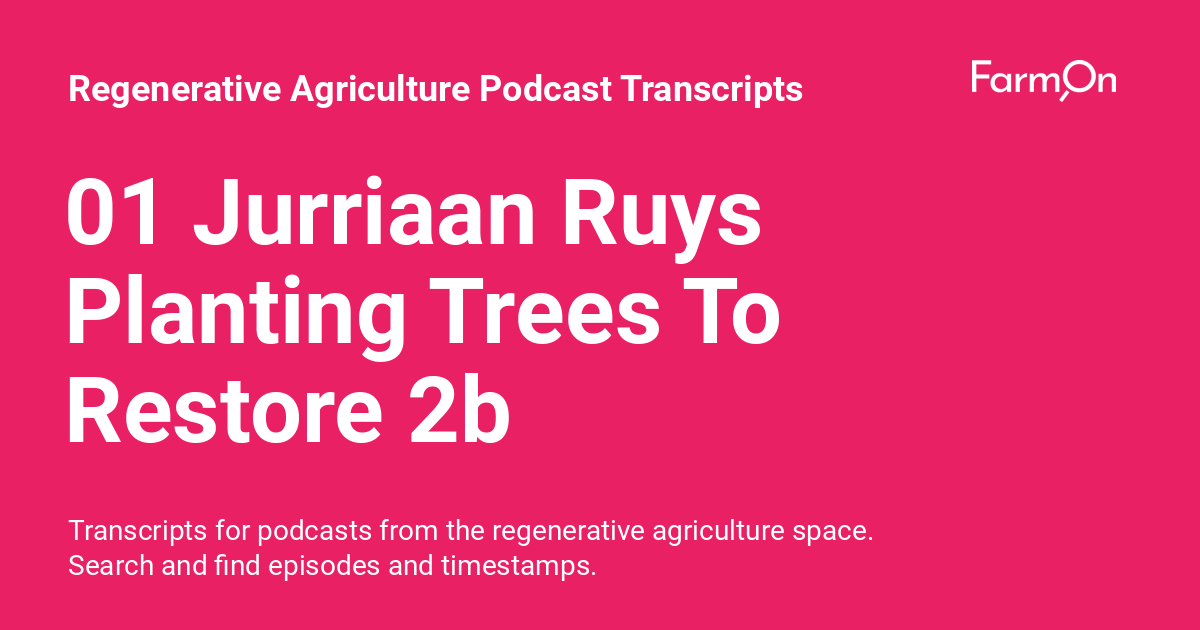 Regenerative Agriculture Podcast Transcripts
FarmOn
01 Jurriaan Ruys
Planting Trees To
Restore 2b
Transcripts for podcasts from the regenerative agriculture space.
Search and find episodes and timestamps.